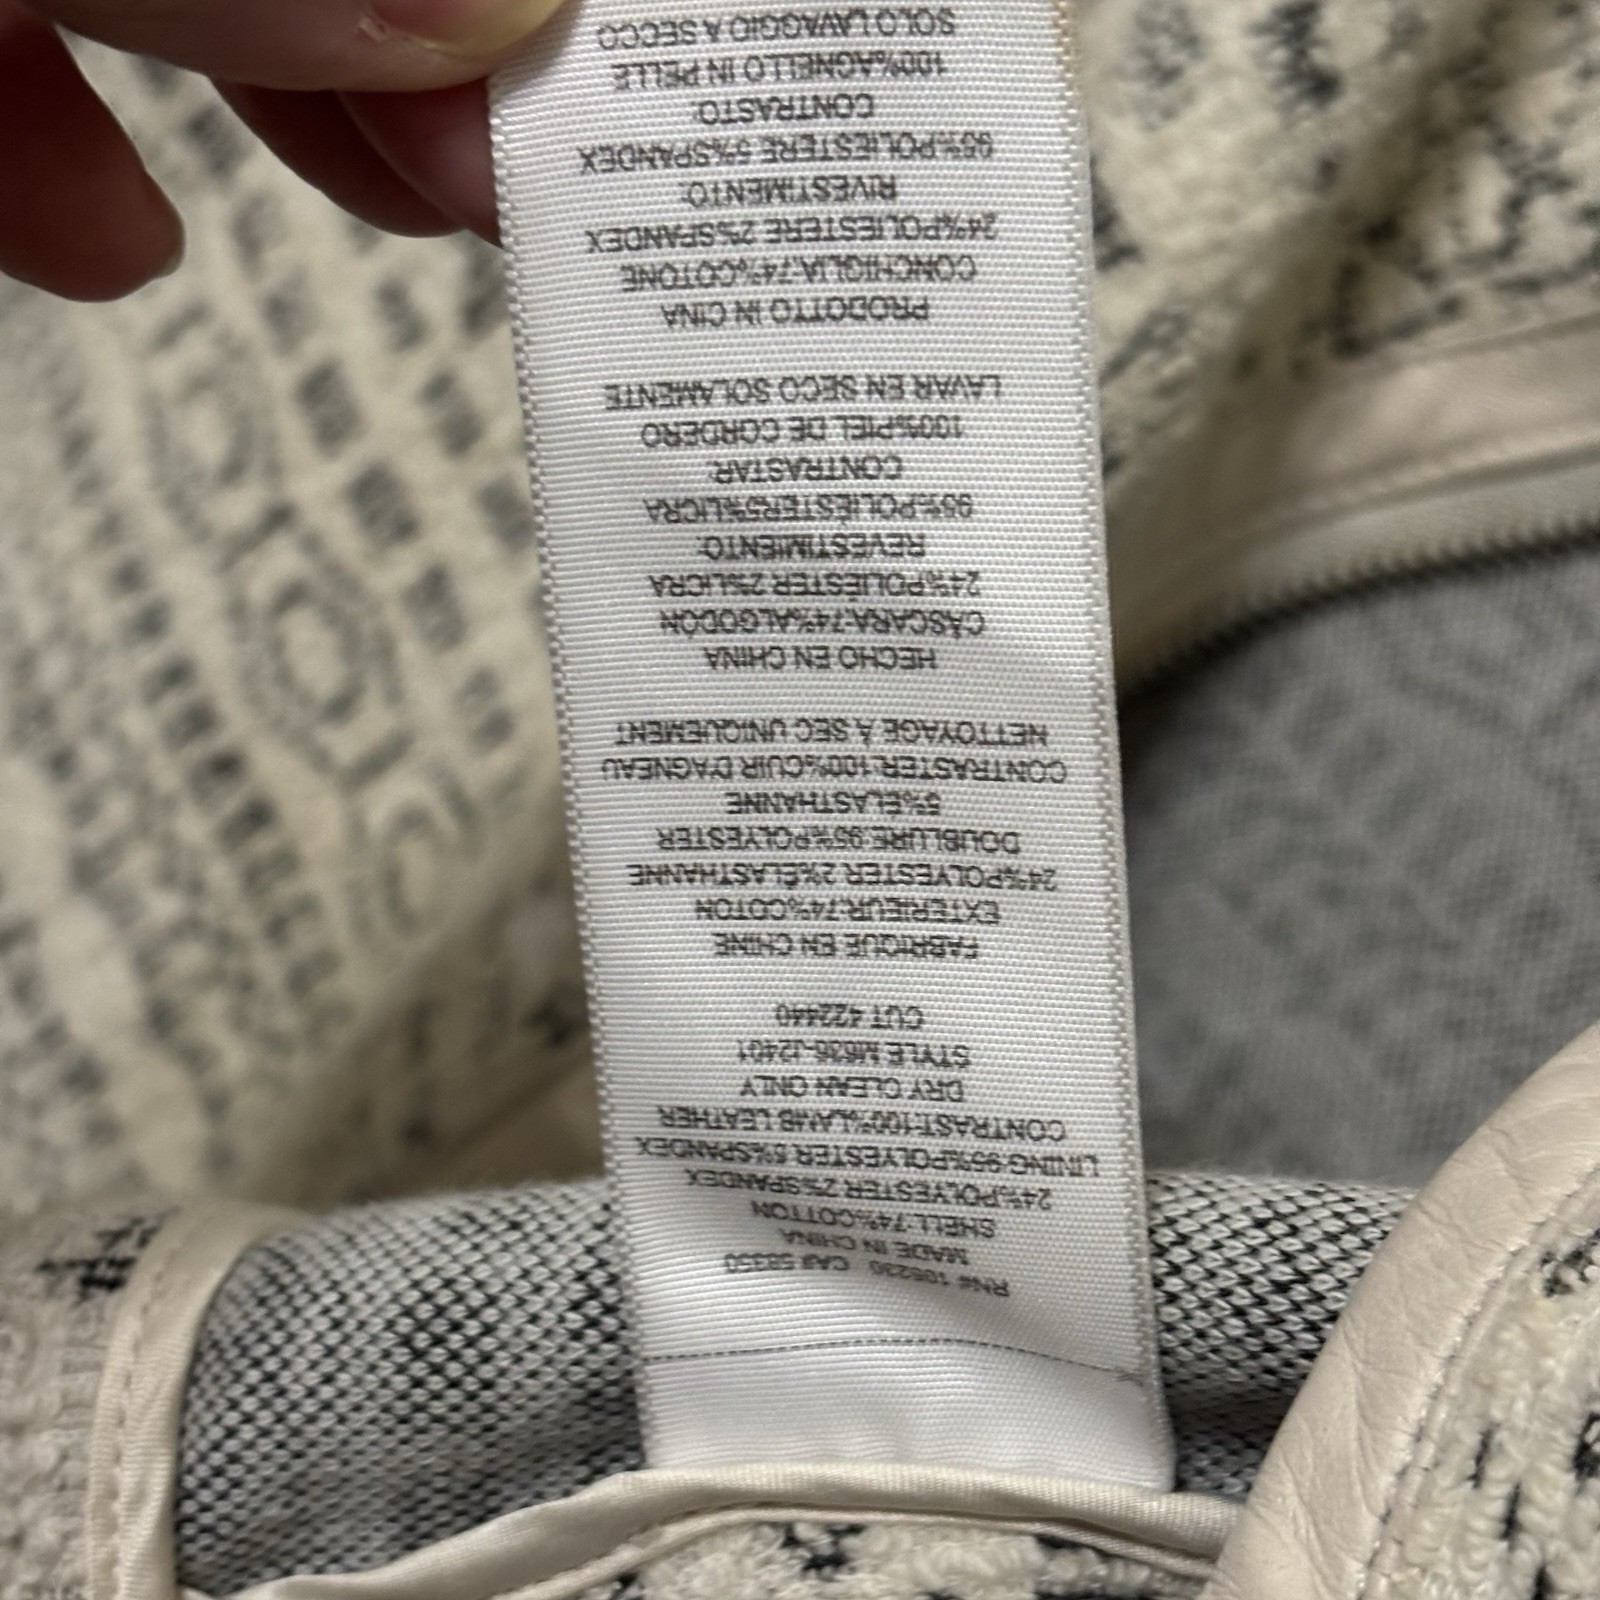 RN# 105236 CA# 58350
MADE IN CHINA
SHELL:74%COTTON
24%POLYESTER 2%SPANDEX
LINING:95%POLYESTER 5%SPANDEX
CONTRAST:100%LAMB LEATHER
DRY CLEAN ONLY
STYLE M636-J2401
CUT 422440
FABRIQUE EN CHINE
EXTERIEUR:74%COTON
24%POLYESTER 2%ÉLASTHANNE
DOUBLURE:95%POLYESTER
5%ÉLASTHANNE
CONTRASTER:100%CUIR D'AGNEAU
NETTOYAGE À SEC UNIQUEMENT
HECHO EN CHINA
CÁSCARA:74%ALGODÓN
24%POLIÉSTER 2%LICRA
REVESTIMIENTO:
95%POLIÉSTER5%LICRA
CONTRASTAR:
100%PIEL DE CORDERO
LAVAR EN SECO SOLAMENTE
PRODOTTO IN CINA
CONCHIGLIA:74%COTONE
24%POLIESTERE 2%SPANDEX
RIVESTIMENTO:
95%POLIESTERE 5%SPANDEX
CONTRASTO:
100%AGNELLO IN PELLE
SOLO LAVAGGIO A SECCO